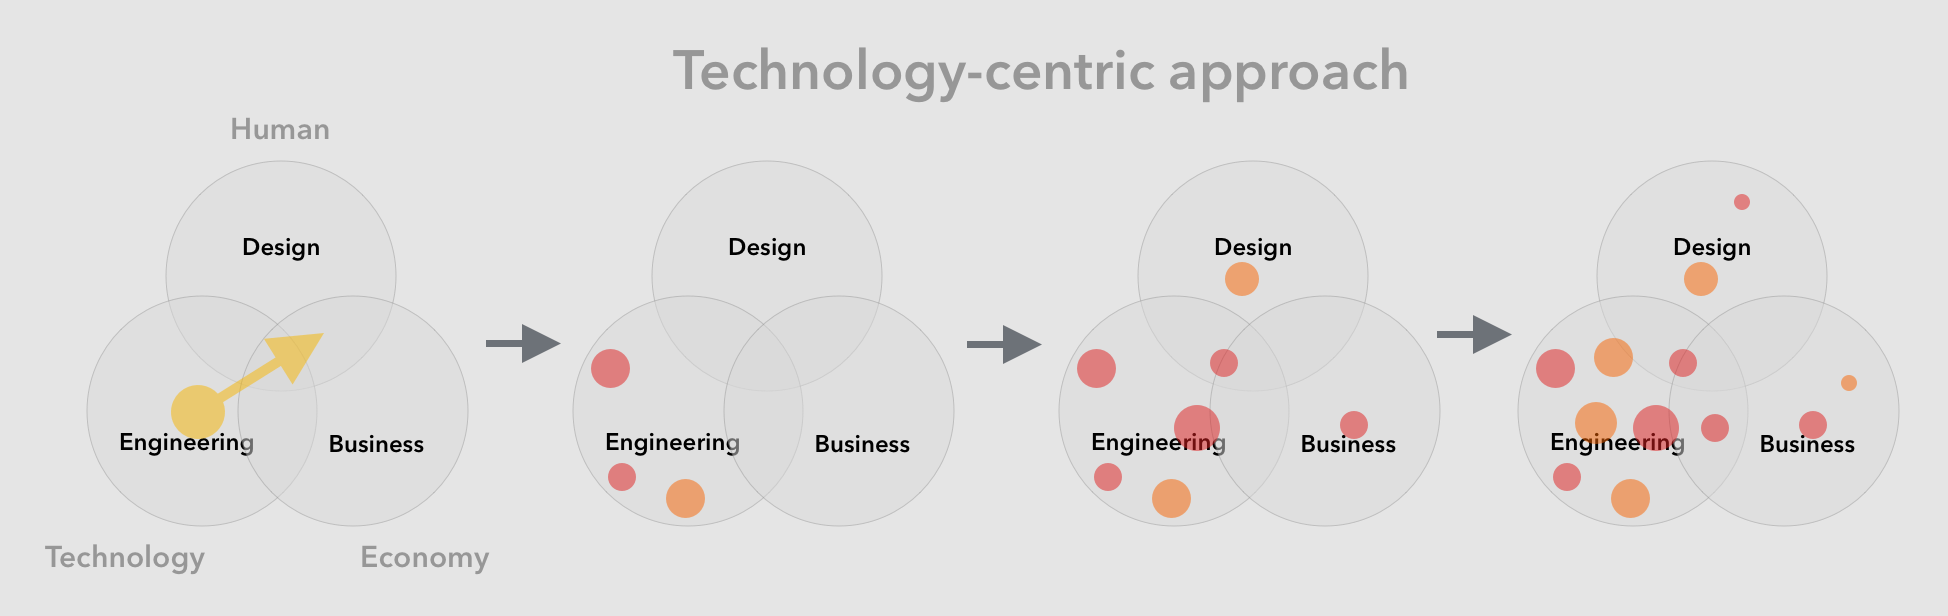 Technology-centric approach
Human
Design
Engineering
Business
Technology
Economy
Design
Engineering
Business
Design
Engineering
Business
Design
Engineering
Business